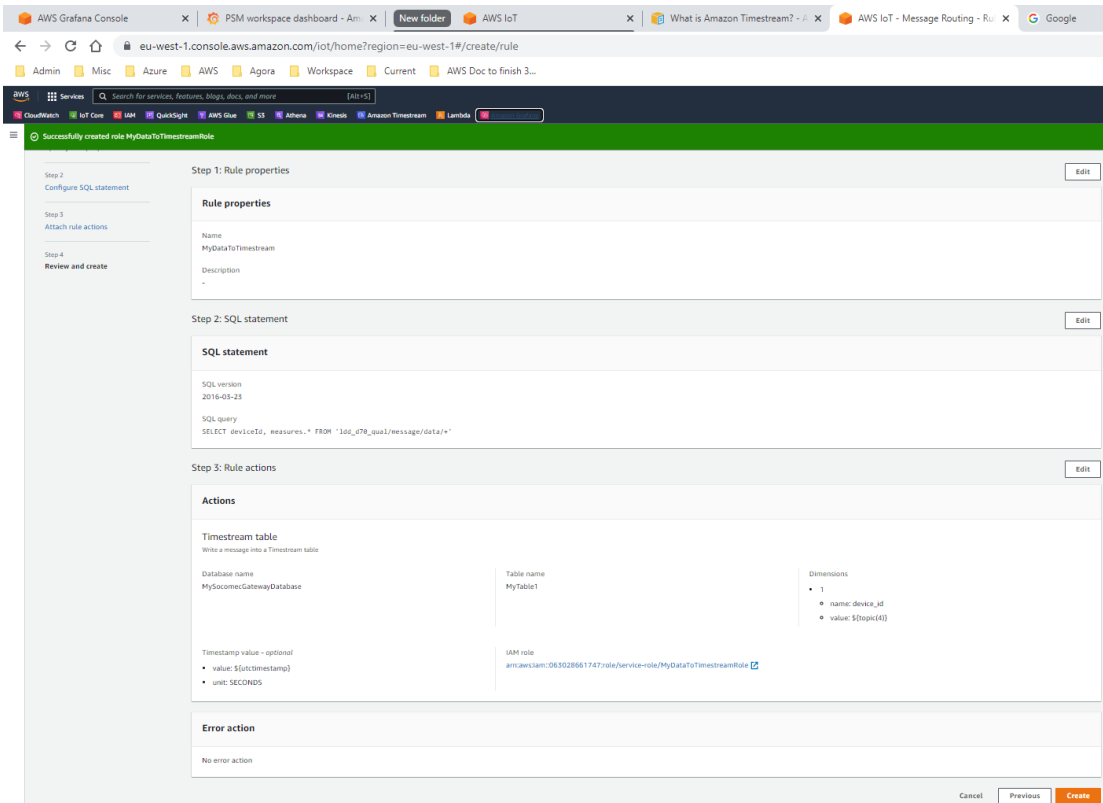 AWS Grafana Console
PSM workspace dashboard - Am
New folder
AWS IoT
What is Amazon Timestream? - A
AWS IoT - Message Routing - Ru
Google
eu-west-1.console.aws.amazon.com/iot/home?region=eu-west-1#/create/rule
Admin Misc Azure AWS Agora Workspace Current AWS Doc to finish 3...
aws Services Search for services, features, blogs, docs, and more [Alt+S]
CloudWatch IoT Core IAM QuickSight AWS Glue S3 Athena Kinesis Amazon Timestream Lambda
Successfully created role MyDataToTimestreamRole
Step 2
Configure SQL statement
Step 3
Attach rule actions
Step 4
Review and create
Step 1: Rule properties
Edit
Rule properties
Name
MyDataToTimestream
Description
-
Step 2: SQL statement
Edit
SQL statement
SQL version
2016-03-23
SQL query
SELECT deviceId, measures.* FROM 'ldd_d70_qual/message/data/+'
Step 3: Rule actions
Edit
Actions
Timestream table
Write a message into a Timestream table
Database name
MySocomecGatewayDatabase
Table name
MyTable1
Dimensions
1
name: device_id
value: ${topic(4)}
Timestamp value - optional
value: ${utctimestamp}
unit: SECONDS
IAM role
arn:aws:iam::063028661747:role/service-role/MyDataToTimestreamRole
Error action
No error action
Cancel Previous Create